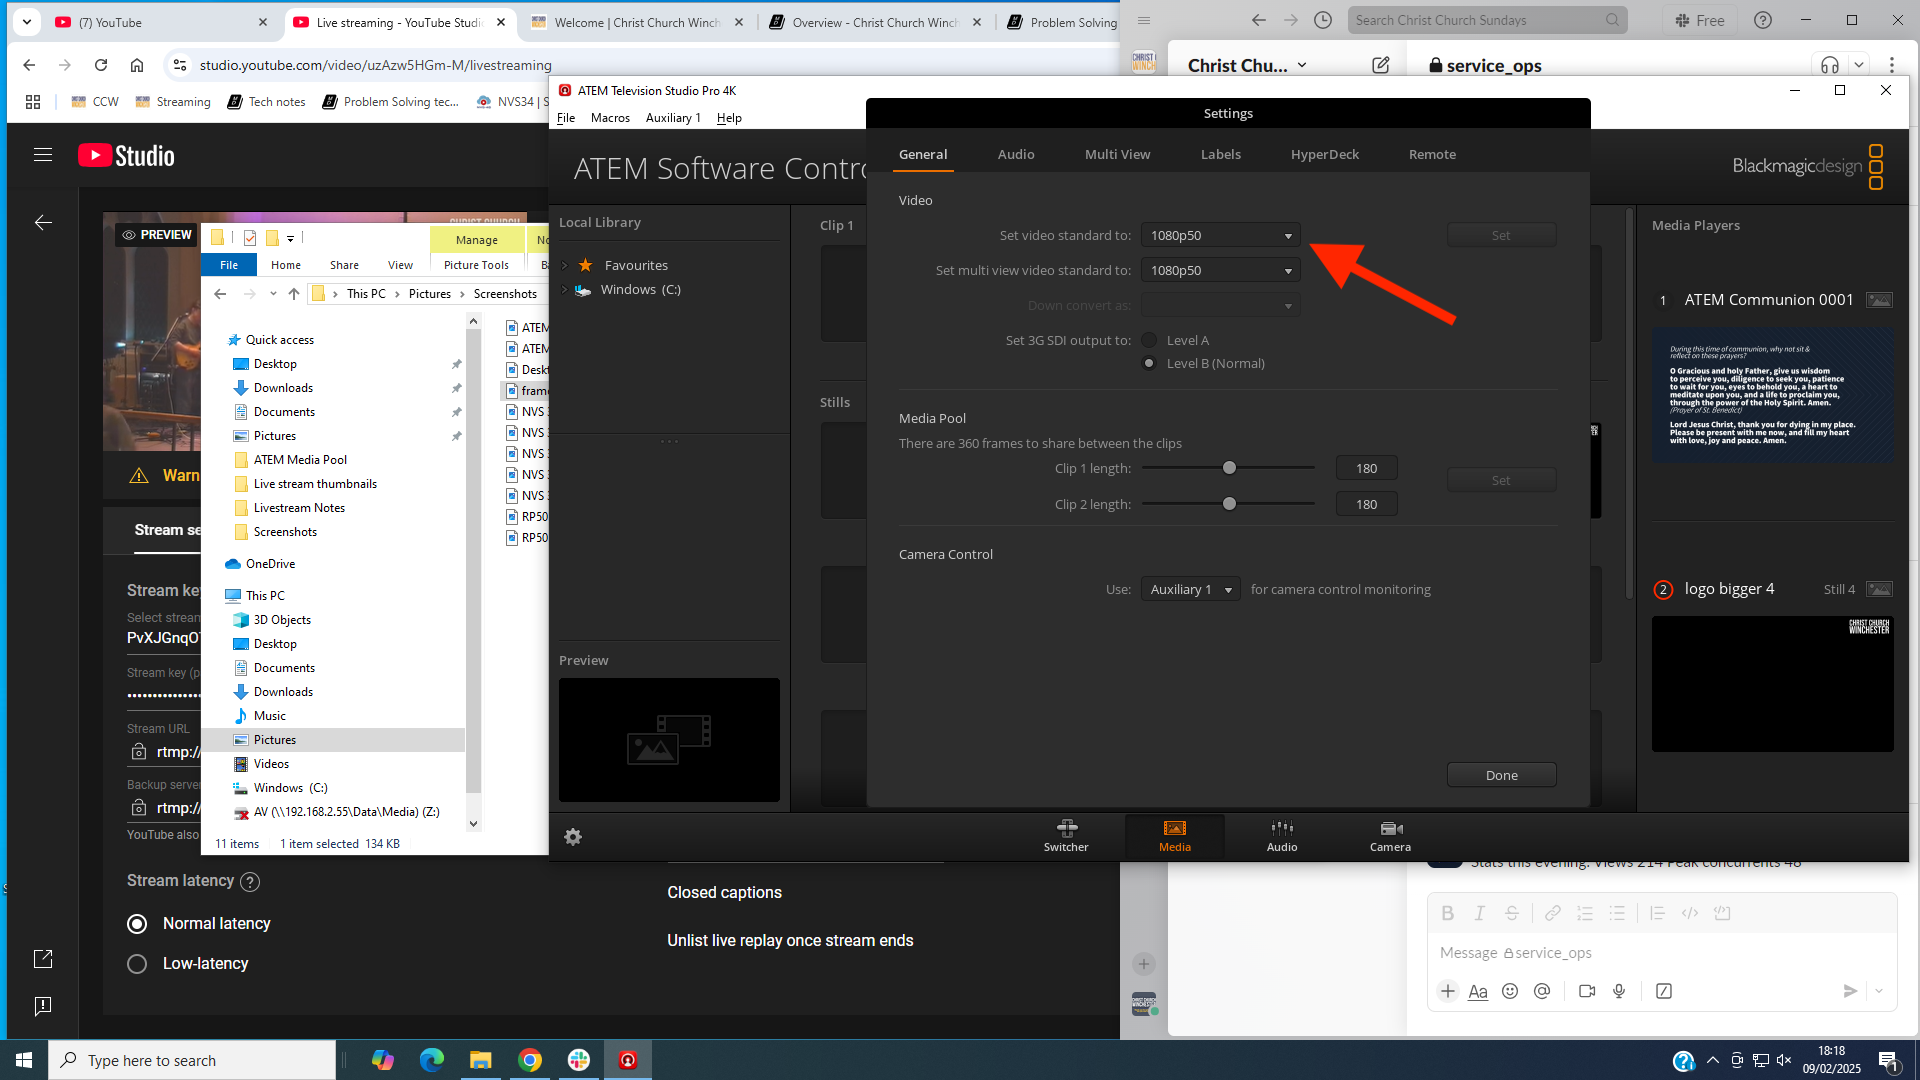 (7) YouTube
Live streaming - YouTube Studio
Welcome | Christ Church Winch
Overview - Christ Church Winch
Problem Solving
studio.youtube.com/video/uzAzw5HGm-M/livestreaming
CCW
Streaming
Tech notes
Problem Solving tec...
NVS34 | S
Search Christ Church Sundays
Free
Christ Chu...
service_ops
Studio
PREVIEW
CHRIST CHURCH
Warn
Stream se
Stream key
Select stream
PvXJGnqO
Stream key (p
Stream URL
rtmp://
Backup server
rtmp://
YouTube also
Stream latency
Normal latency
Low-latency
Closed captions
Unlist live replay once stream ends
Manage
File
Home
Share
View
Picture Tools
This PC
Pictures
Screenshots
Quick access
Desktop
Downloads
Documents
Pictures
ATEM Media Pool
Live stream thumbnails
Livestream Notes
Screenshots
OneDrive
This PC
3D Objects
Desktop
Documents
Downloads
Music
Pictures
Videos
Windows (C:)
AV (\\192.168.2.55\Data\Media) (Z:)
ATEM
ATEM
Deskt
frame
NVS 3
NVS 3
NVS 3
NVS 3
NVS 3
RP50
RP50
11 items
1 item selected 134 KB
ATEM Television Studio Pro 4K
File
Macros
Auxiliary 1
Help
ATEM Software Contro
Blackmagicdesign
Local Library
Favourites
Windows (C:)
Preview
Clip 1
Stills
Settings
General
Audio
Multi View
Labels
HyperDeck
Remote
Video
Set video standard to:
1080p50
Set
Set multi view video standard to:
1080p50
Down convert as:
Set 3G SDI output to:
Level A
Level B (Normal)
Media Pool
There are 360 frames to share between the clips
Clip 1 length:
180
Set
Clip 2 length:
180
Camera Control
Use:
Auxiliary 1
for camera control monitoring
Done
Media Players
1
ATEM Communion 0001
During this time of communion, why not sit &
reflect on these prayers?
O Gracious and holy Father, give us wisdom
to perceive you, diligence to seek you, patience
to wait for you, eyes to behold you, a heart to
meditate upon you, and a life to proclaim you,
through the power of the Holy Spirit. Amen.
(Prayer of St. Benedict)
Lord Jesus Christ, thank you for dying in my place.
Please be present with me now, and fill my heart
with love, joy and peace. Amen.
2
logo bigger 4
Still 4
CHRIST CHURCH
WINCHESTER
Switcher
Media
Audio
Camera
Stats this evening: Views 214 Peak concurrents 48
Message service_ops
Type here to search
18:18
09/02/2025
1